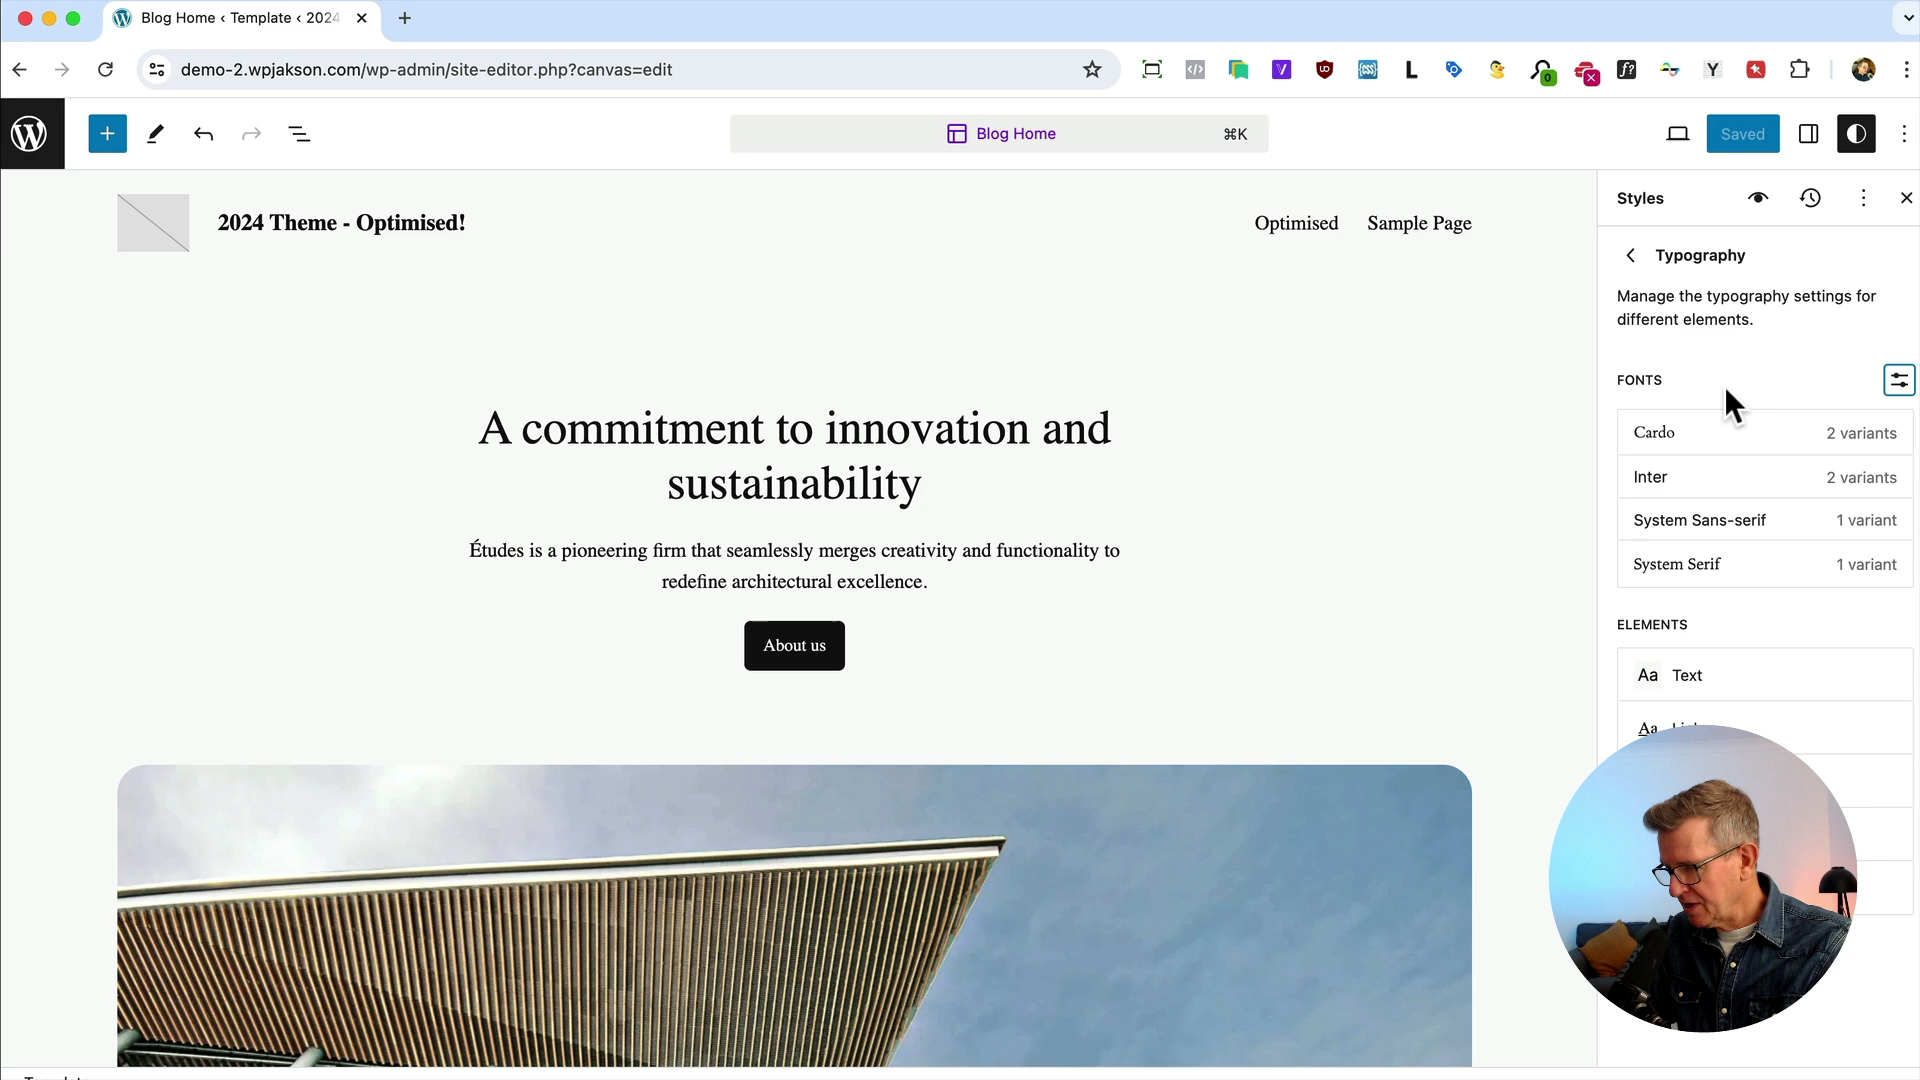 Blog Home ‹ Template ‹ 2024
demo-2.wpjakson.com/wp-admin/site-editor.php?canvas=edit
Blog Home
⌘K
Saved
2024 Theme - Optimised!
Optimised
Sample Page
A commitment to innovation and
sustainability
Études is a pioneering firm that seamlessly merges creativity and functionality to
redefine architectural excellence.
About us
Styles
Typography
Manage the typography settings for
different elements.
FONTS
Cardo 2 variants
Inter 2 variants
System Sans-serif 1 variant
System Serif 1 variant
ELEMENTS
Aa Text
Aa